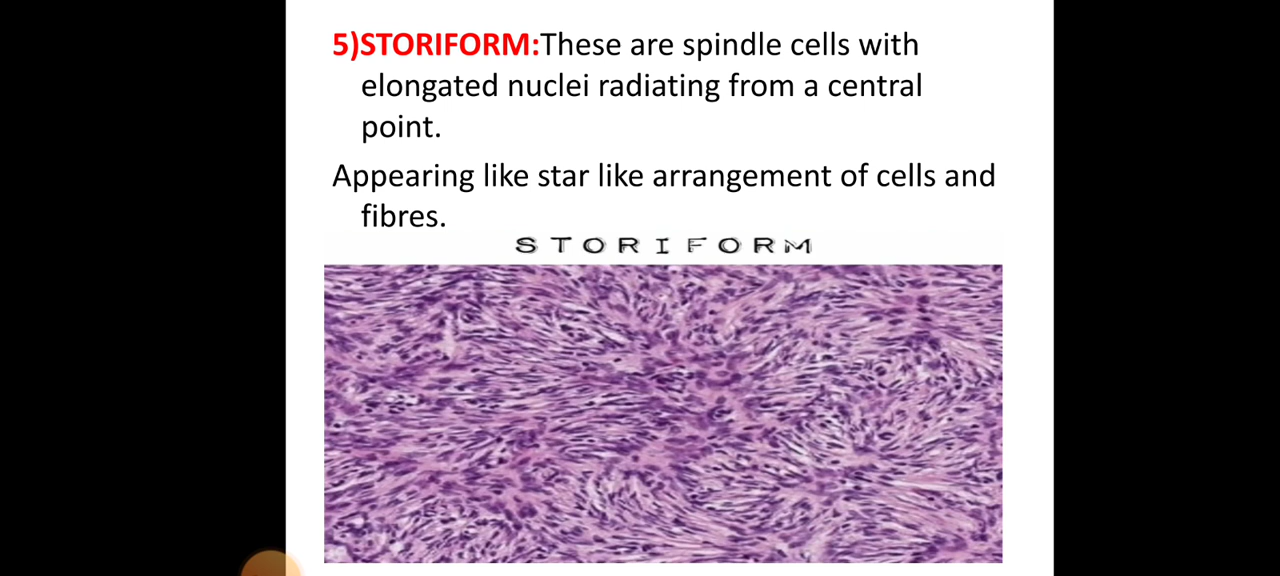 5)STORIFORM:These are spindle cells with
elongated nuclei radiating from a central
point.
Appearing like star like arrangement of cells and
fibres.
STORIFORM